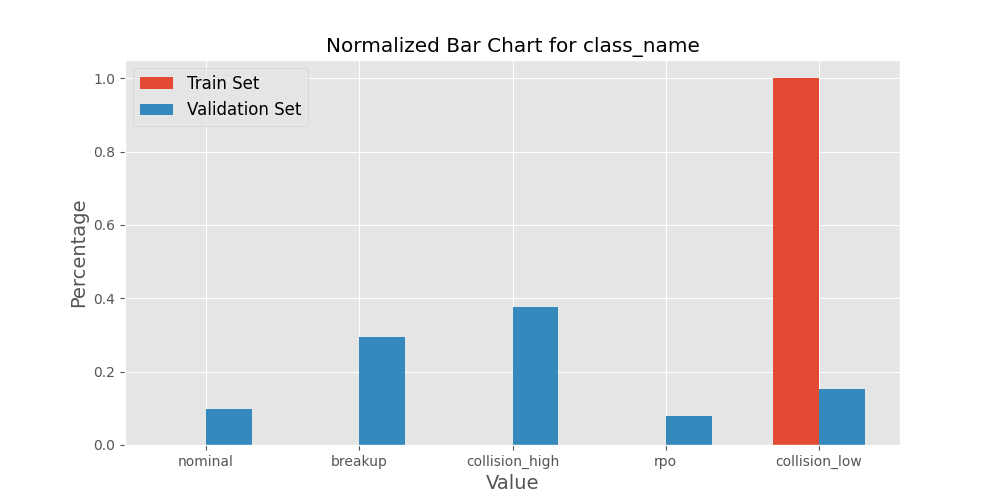 Normalized Bar Chart for class_name
Train Set
Validation Set
Percentage
1.0
0.8
0.6
0.4
0.2
0.0
nominal
breakup
collision_high
rpo
collision_low
Value